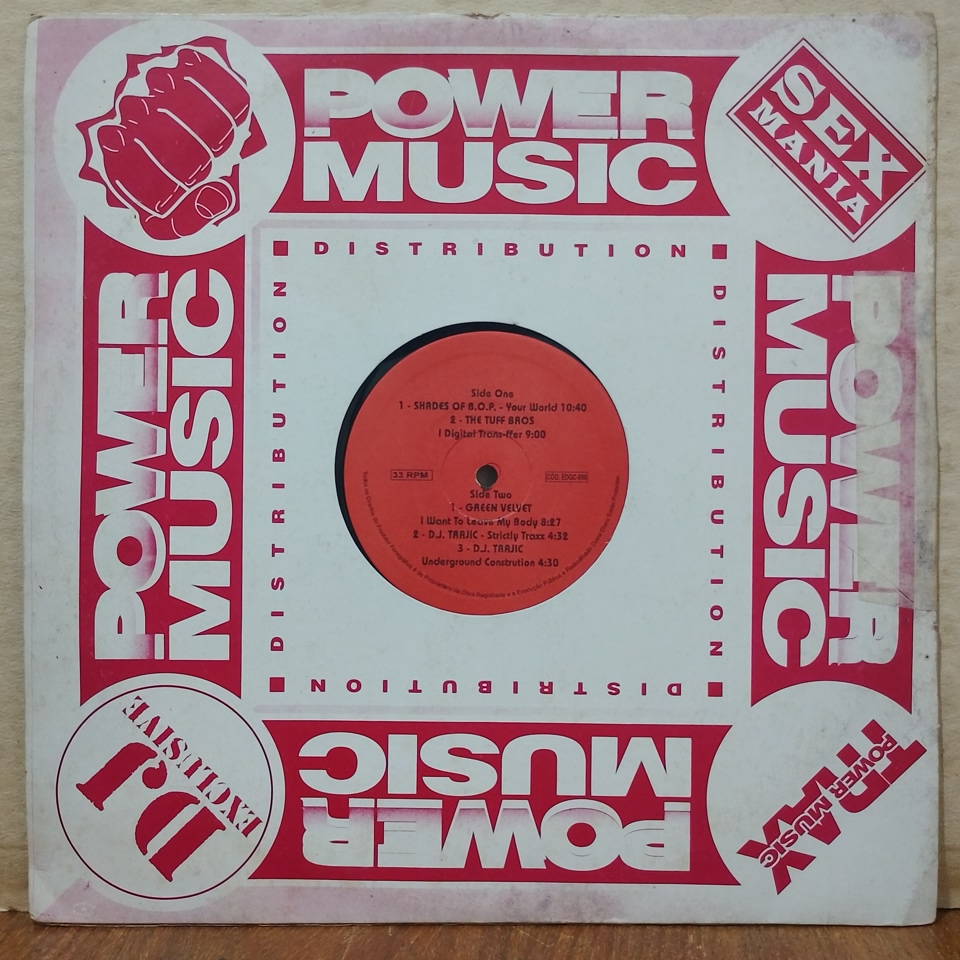 POWER
MUSIC
SEX
MANIA
DISTRIBUTION
POWER
MUSIC
DISTRIBUTION
DISTRIBUTION
POWER
MUSIC
Side One
1 - SHADES OF B.O.P. - Your World 10:40
2 - THE TUFF BROS
I Digital Trans-ffer 9:00
33 RPM
Side Two
1 - GREEN VELVET
I Want To Leave My Body 8:27
2 - D.J. TRAJIC - Strictly Traxx 4:32
3 - D.J. TRAJIC
Underground Constrution 4:30
DISTRIBUTION
POWER
MUSIC
DJ
EXCLUSIVE
TRAX
POWER MUSIC